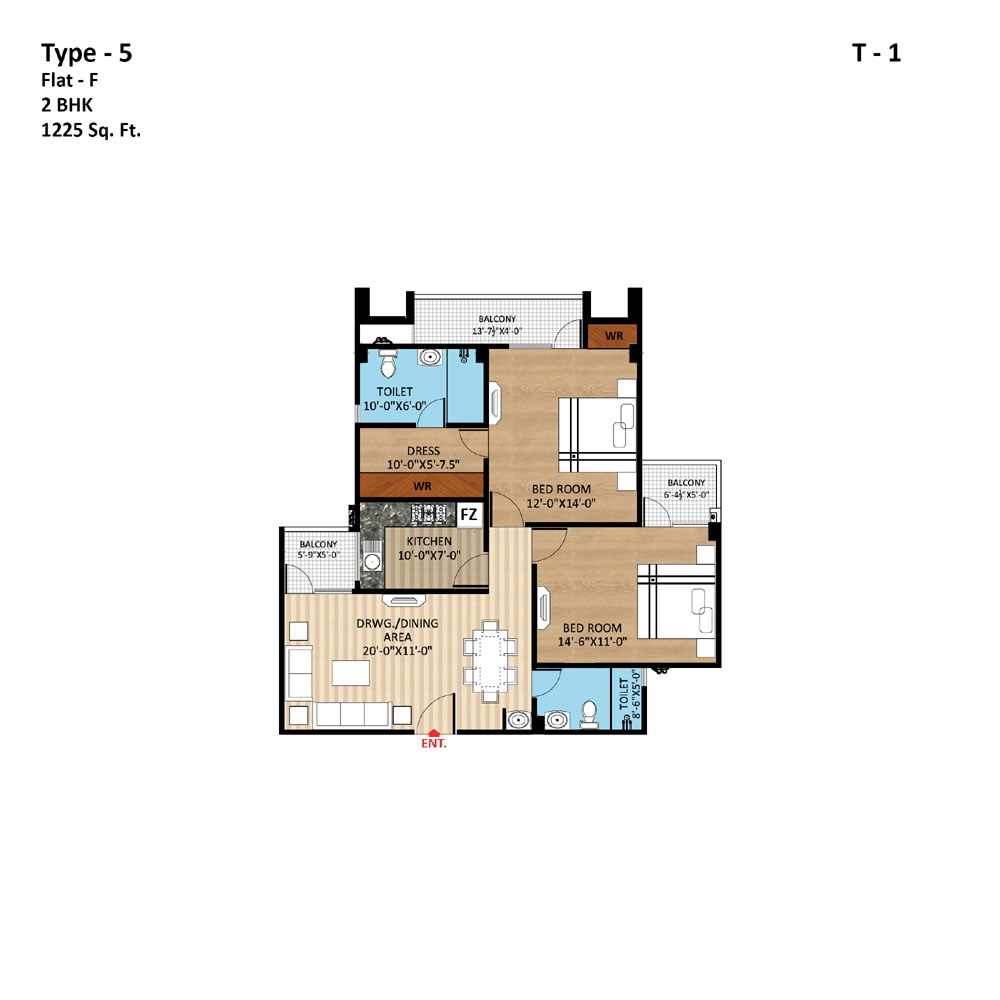 Type - 5
T - 1
Flat - F
2 BHK
1225 Sq. Ft.
BALCONY
13'-7½"X4'-0"
WR
TOILET
10'-0"X6'-0"
DRESS
10'-0"X5'-7.5"
WR
BED ROOM
12'-0"X14'-0"
BALCONY
6'-4½"X5'-0"
FZ
KITCHEN
10'-0"X7'-0"
BALCONY
5'-9"X5'-0"
DRWG./DINING
AREA
20'-0"X11'-0"
BED ROOM
14'-6"X11'-0"
TOILET
8'-6"X5'-0"
ENT.